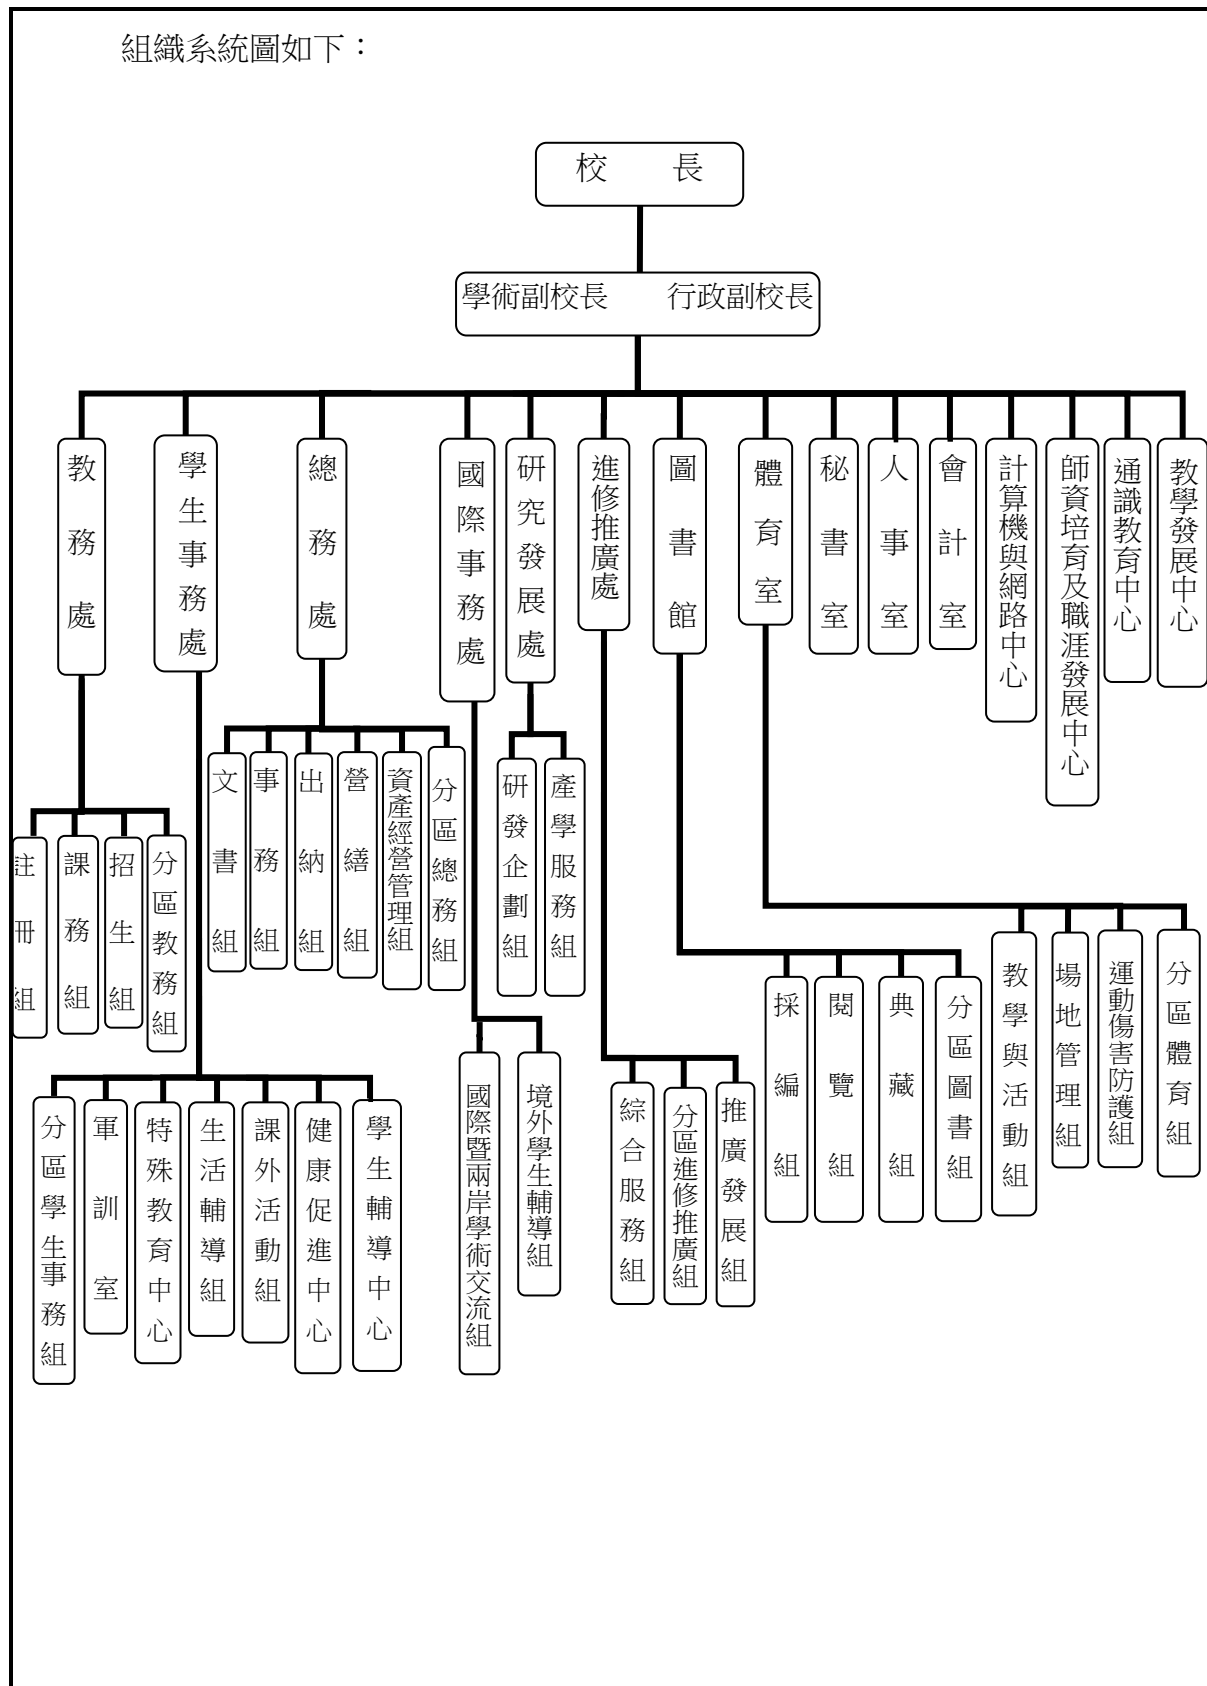 組織系統圖如下：
校 長
學術副校長 行政副校長
教務處
學生事務處
總務處
國際事務處
研究發展處
進修推廣處
圖書館
體育室
秘書室
人事室
會計室
計算機與網路中心
師資培育及職涯發展中心
通識教育中心
教學發展中心
註冊組
課務組
招生組
分區教務組
分區學生事務組
軍訓室
特殊教育中心
生活輔導組
課外活動組
健康促進中心
學生輔導中心
文書組
事務組
出納組
營繕組
資產經營管理組
分區總務組
國際暨兩岸學術交流組
境外學生輔導組
研發企劃組
產學服務組
綜合服務組
分區進修推廣組
推廣發展組
採編組
閱覽組
典藏組
分區圖書組
教學與活動組
場地管理組
運動傷害防護組
分區體育組